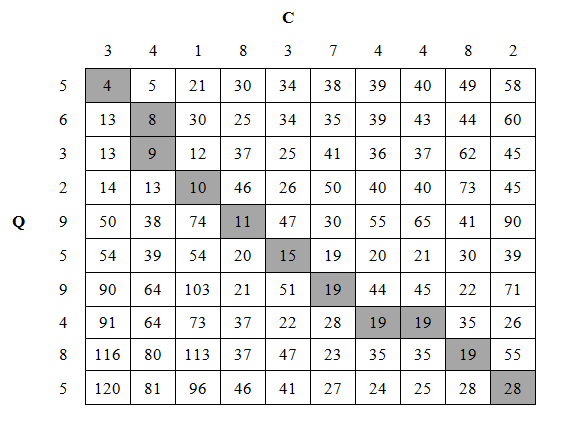 C
3 4 1 8 3 7 4 4 8 2
5 4 5 21 30 34 38 39 40 49 58
6 13 8 30 25 34 35 39 43 44 60
3 13 9 12 37 25 41 36 37 62 45
2 14 13 10 46 26 50 40 40 73 45
Q 9 50 38 74 11 47 30 55 65 41 90
5 54 39 54 20 15 19 20 21 30 39
9 90 64 103 21 51 19 44 45 22 71
4 91 64 73 37 22 28 19 19 35 26
8 116 80 113 37 47 23 35 35 19 55
5 120 81 96 46 41 27 24 25 28 28